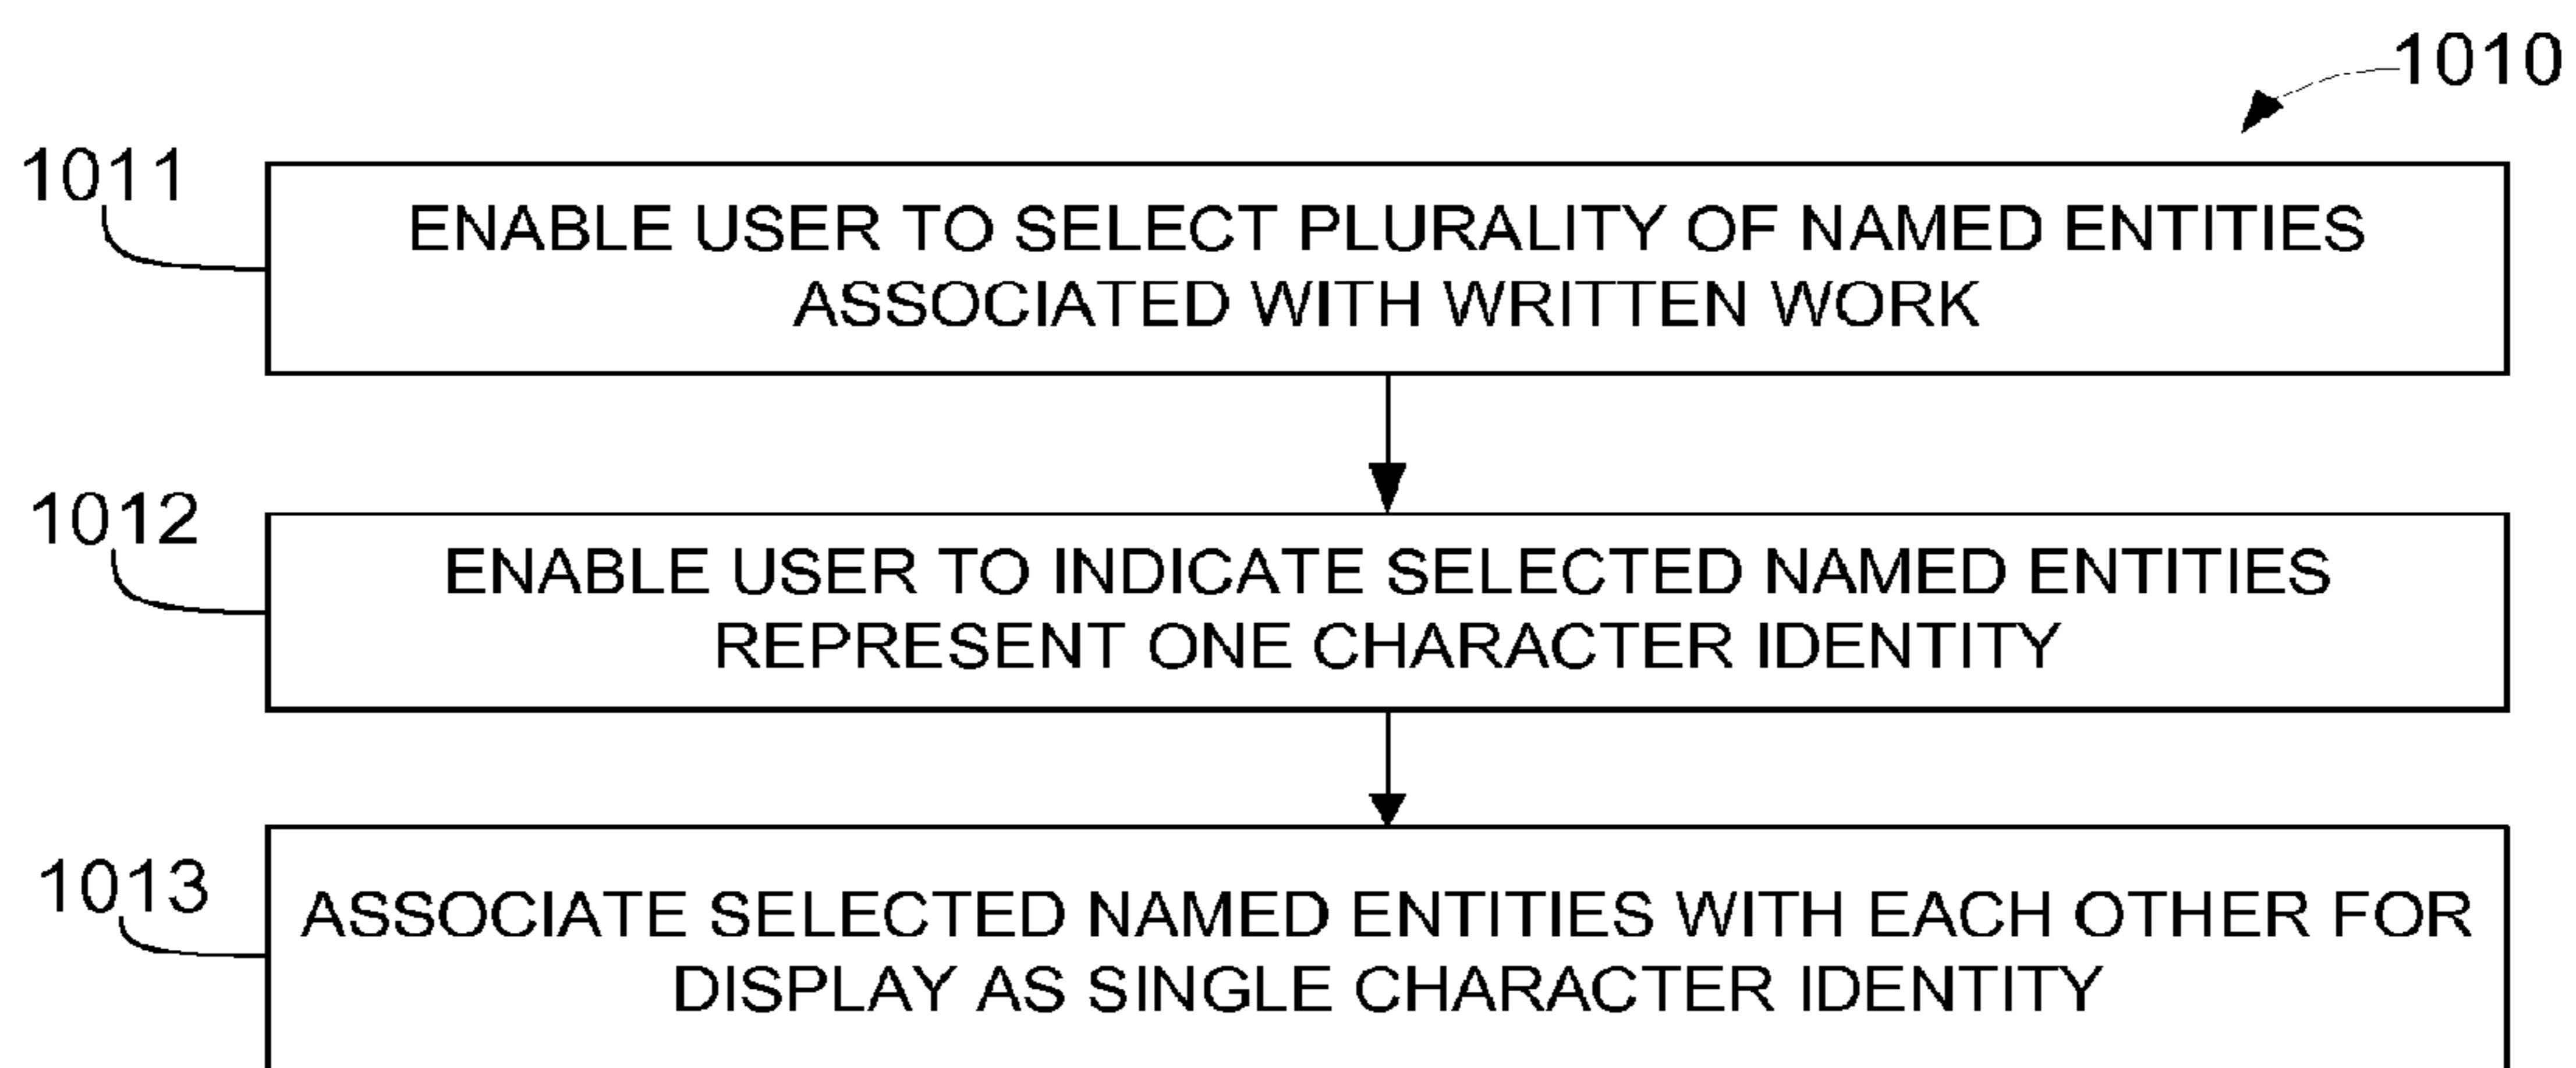 1010
1011
ENABLE USER TO SELECT PLURALITY OF NAMED ENTITIES
ASSOCIATED WITH WRITTEN WORK
1012
ENABLE USER TO INDICATE SELECTED NAMED ENTITIES
REPRESENT ONE CHARACTER IDENTITY
1013
ASSOCIATE SELECTED NAMED ENTITIES WITH EACH OTHER FOR
DISPLAY AS SINGLE CHARACTER IDENTITY